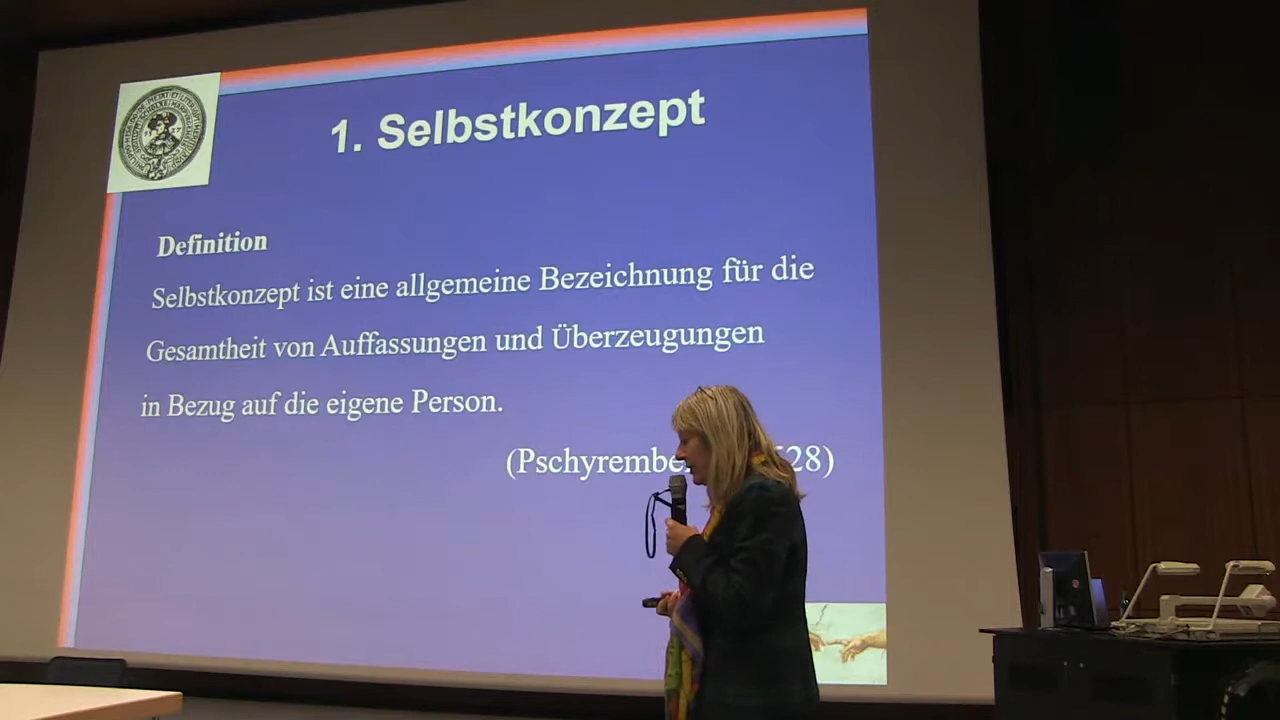 1. Selbstkonzept
Definition
Selbstkonzept ist eine allgemeine Bezeichnung für die
Gesamtheit von Auffassungen und Überzeugungen
in Bezug auf die eigene Person.
28)